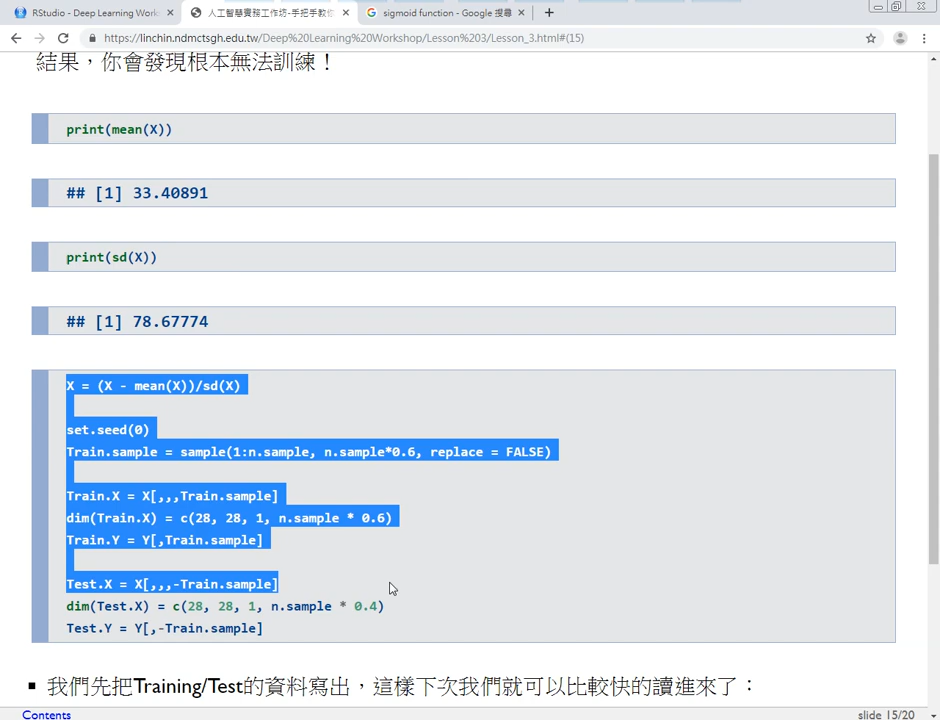 RStudio - Deep Learning Work
人工智慧實務工作坊-手把手教你
sigmoid function - Google 搜尋
https://linchin.ndmctsgh.edu.tw/Deep%20Learning%20Workshop/Lesson%203/Lesson_3.html#(15)
結果，你會發現根本無法訓練！
print(mean(X))
## [1] 33.40891
print(sd(X))
## [1] 78.67774
X = (X - mean(X))/sd(X)
set.seed(0)
Train.sample = sample(1:n.sample, n.sample*0.6, replace = FALSE)
Train.X = X[,,,Train.sample]
dim(Train.X) = c(28, 28, 1, n.sample * 0.6)
Train.Y = Y[,Train.sample]
Test.X = X[,,,-Train.sample]
dim(Test.X) = c(28, 28, 1, n.sample * 0.4)
Test.Y = Y[,-Train.sample]
我們先把Training/Test的資料寫出，這樣下次我們就可以比較快的讀進來了：
Contents
slide 15/20